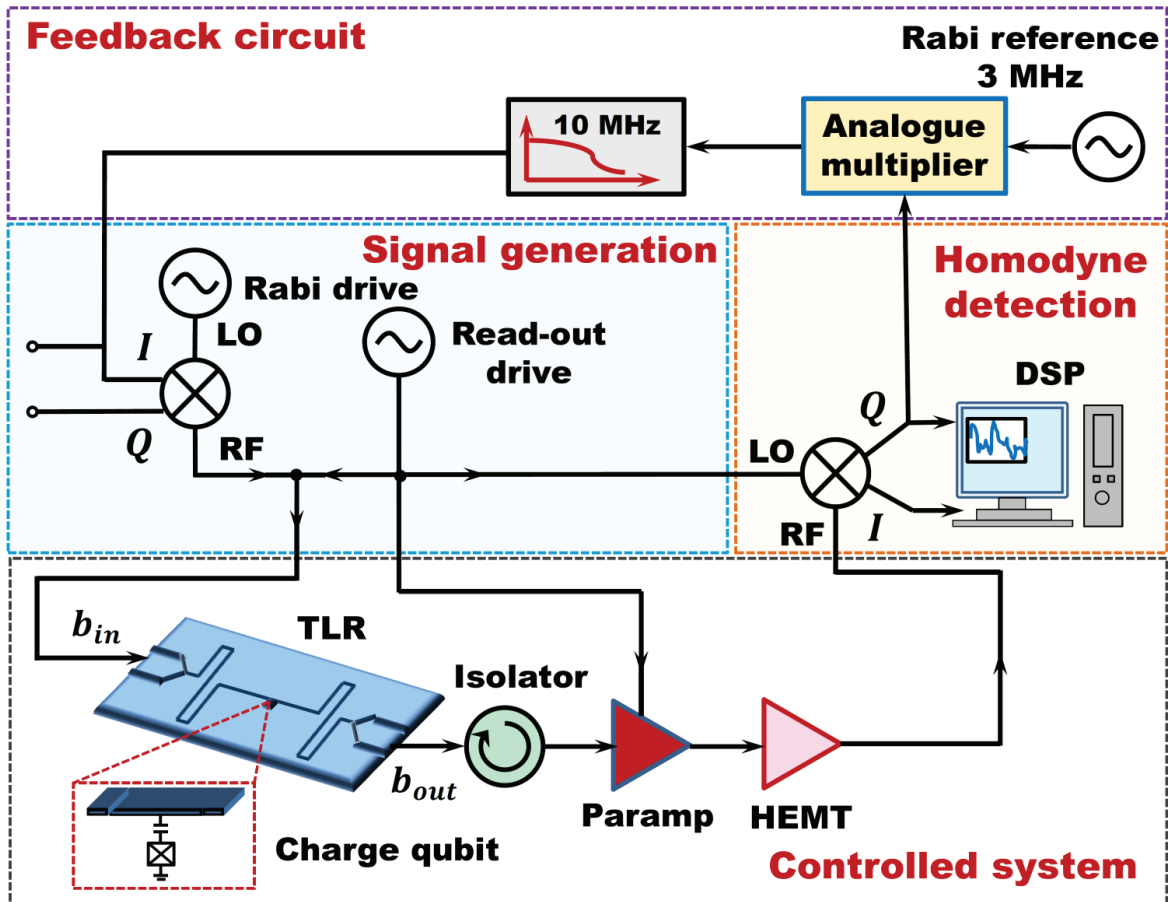 Feedback circuit
Rabi reference
3 MHz
10 MHz
Analogue
multiplier
Signal generation
Homodyne
detection
Rabi drive
LO
I
Read-out
drive
DSP
Q
Q
RF
LO
RF
I
b_in
TLR
Isolator
b_out
Paramp
HEMT
Charge qubit
Controlled system